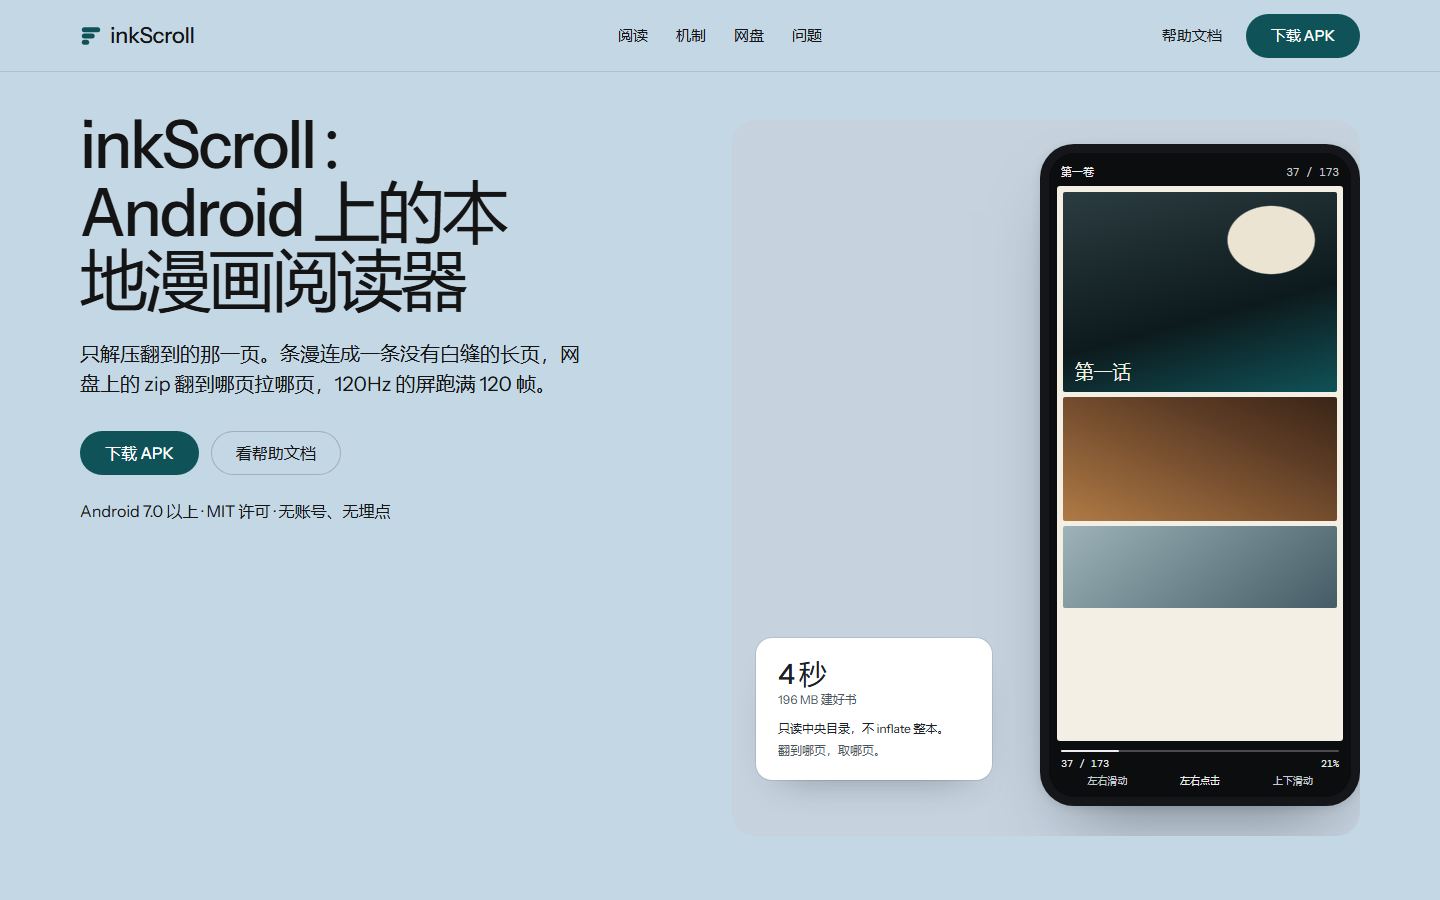 inkScroll
阅读
机制
网盘
问题
帮助文档
下载 APK
inkScroll：
Android 上的本
地漫画阅读器
只解压翻到的那一页。条漫连成一条没有白缝的长页，网
盘上的 zip 翻到哪页拉哪页，120Hz 的屏跑满 120 帧。
下载 APK
看帮助文档
Android 7.0 以上 · MIT 许可 · 无账号、无埋点
4 秒
196 MB 建好书
只读中央目录，不 inflate 整本。
翻到哪页，取哪页。
第一卷
37 / 173
第一话
37 / 173
21%
左右滑动
左右点击
上下滑动